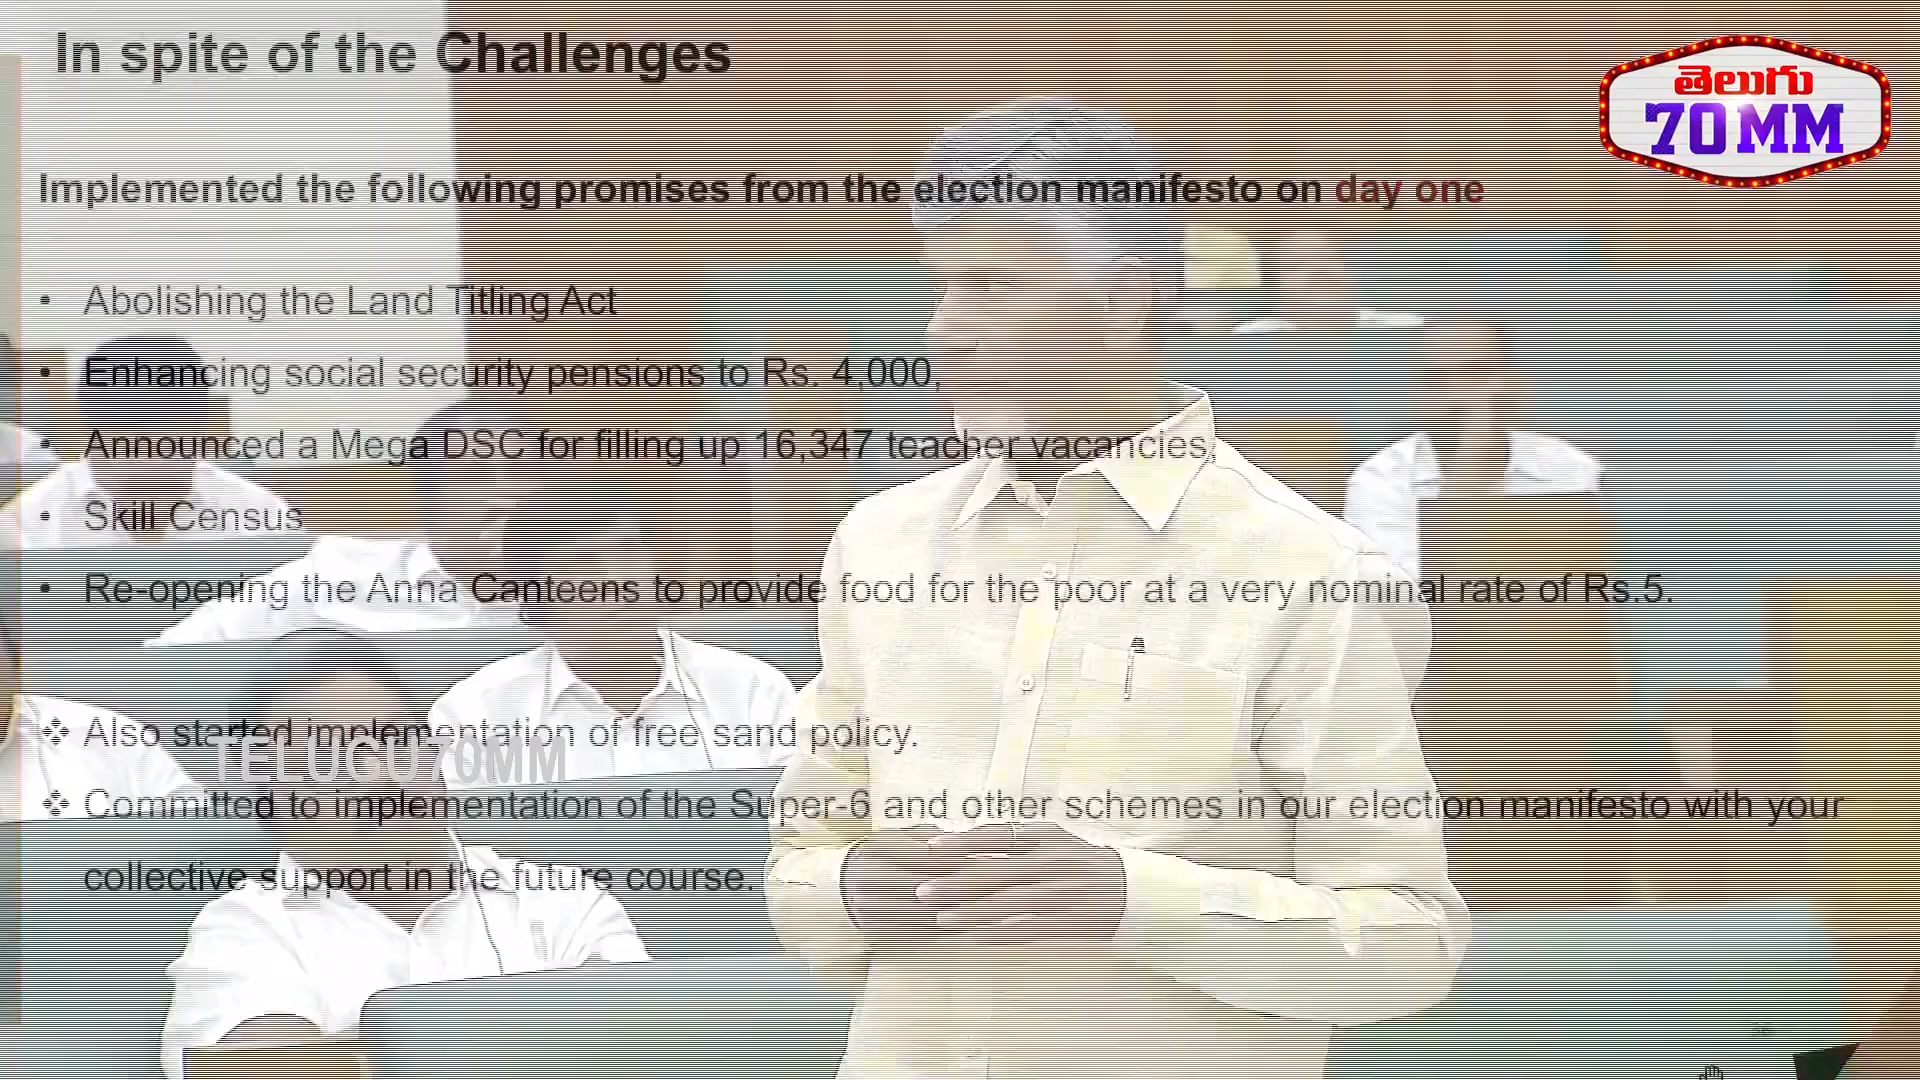 In spite of the Challenges
తెలుగు
70MM
Implemented the following promises from the election manifesto on day one
• Abolishing the Land Titling Act
• Enhancing social security pensions to Rs. 4,000,
• Announced a Mega DSC for filling up 16,347 teacher vacancies,
• Skill Census
• Re-opening the Anna Canteens to provide food for the poor at a very nominal rate of Rs.5.
❖ Also started implementation of free sand policy.
TELUGU70MM
❖ Committed to implementation of the Super-6 and other schemes in our election manifesto with your
collective support in the future course.